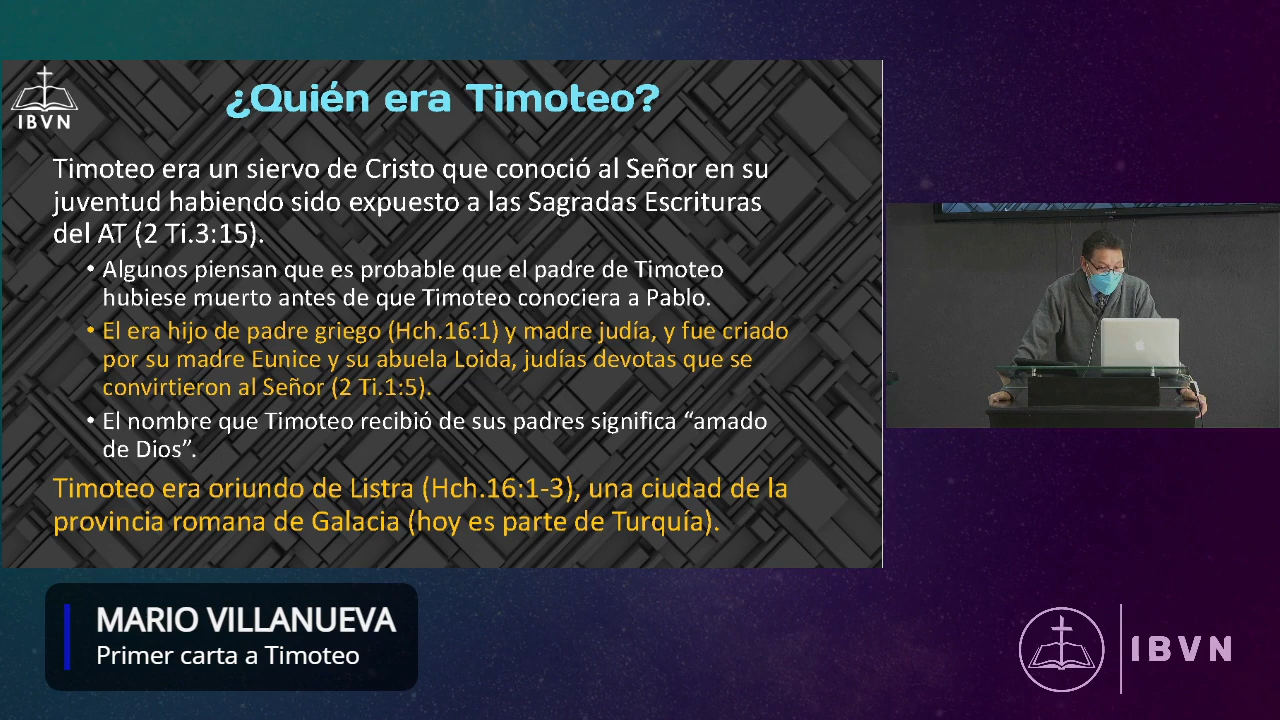 IBVN
¿Quién era Timoteo?
Timoteo era un siervo de Cristo que conoció al Señor en su
juventud habiendo sido expuesto a las Sagradas Escrituras
del AT (2 Ti.3:15).
• Algunos piensan que es probable que el padre de Timoteo
hubiese muerto antes de que Timoteo conociera a Pablo.
• El era hijo de padre griego (Hch.16:1) y madre judía, y fue criado
por su madre Eunice y su abuela Loida, judías devotas que se
convirtieron al Señor (2 Ti.1:5).
• El nombre que Timoteo recibió de sus padres significa “amado
de Dios”.
Timoteo era oriundo de Listra (Hch.16:1-3), una ciudad de la
provincia romana de Galacia (hoy es parte de Turquía).
MARIO VILLANUEVA
Primer carta a Timoteo
IBVN